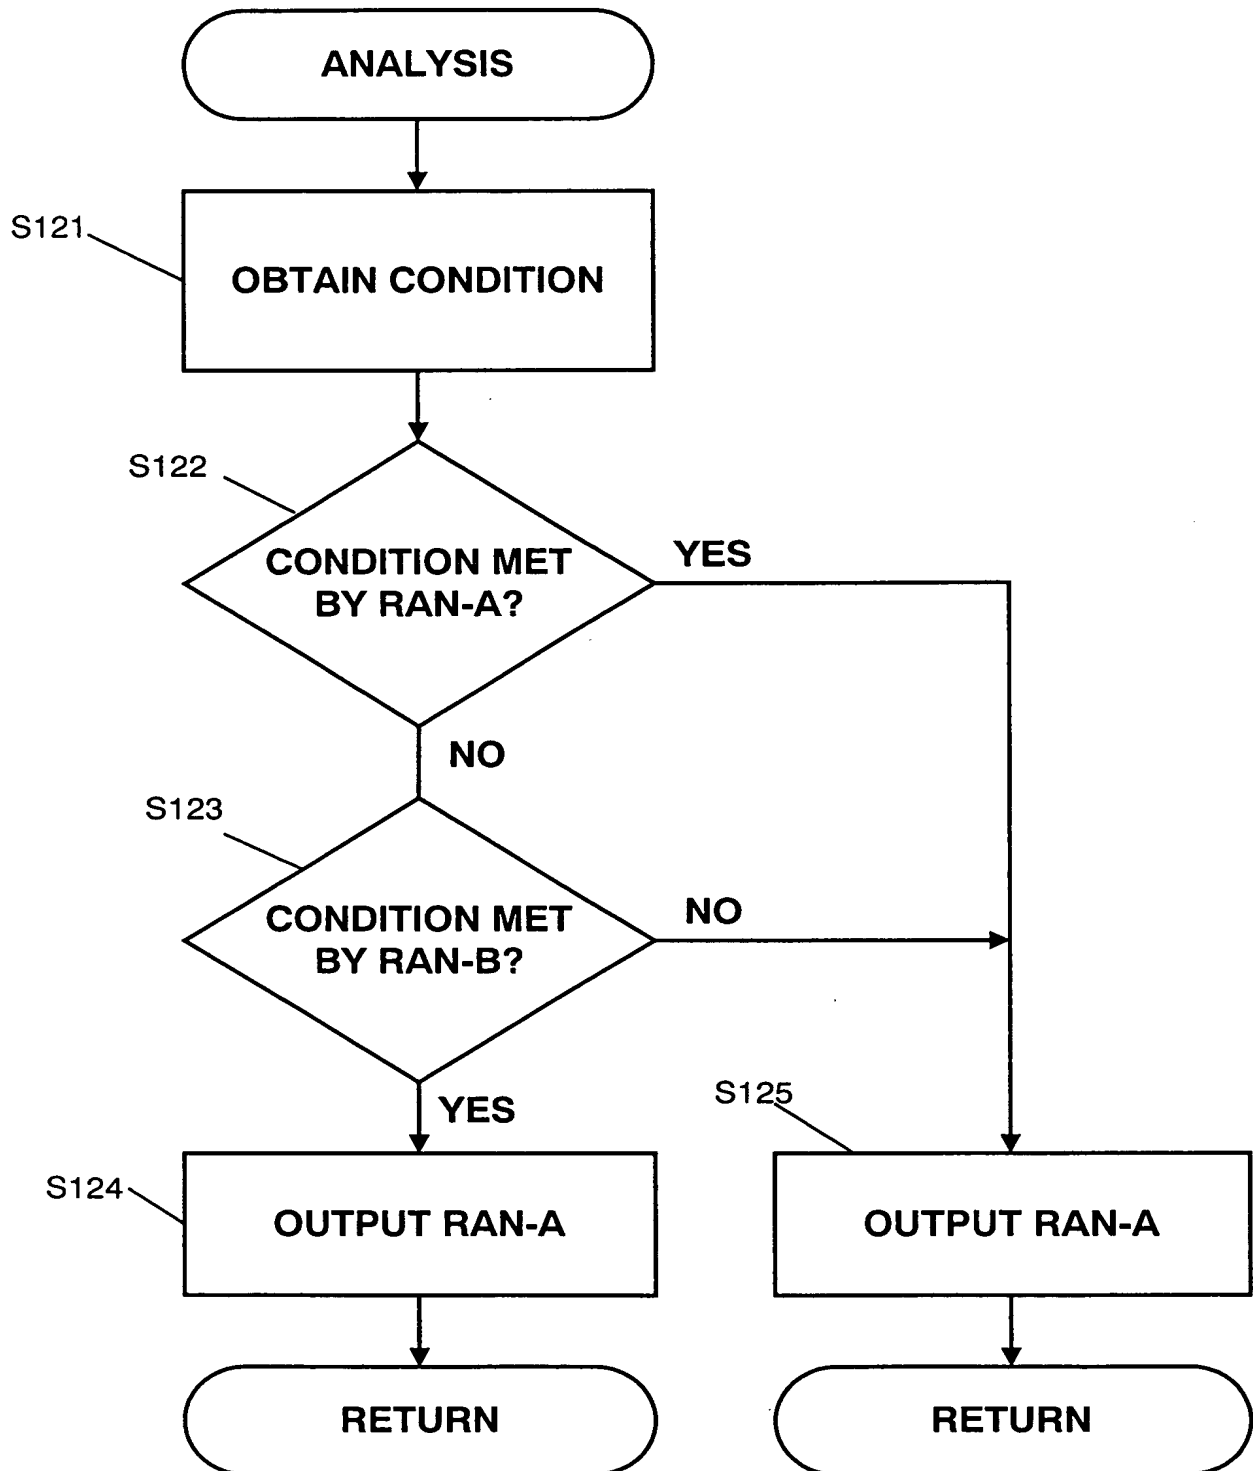 ANALYSIS
S121
OBTAIN CONDITION
S122
CONDITION MET
BY RAN-A?
YES
NO
S123
CONDITION MET
BY RAN-B?
NO
YES
S125
S124
OUTPUT RAN-A
OUTPUT RAN-A
RETURN
RETURN